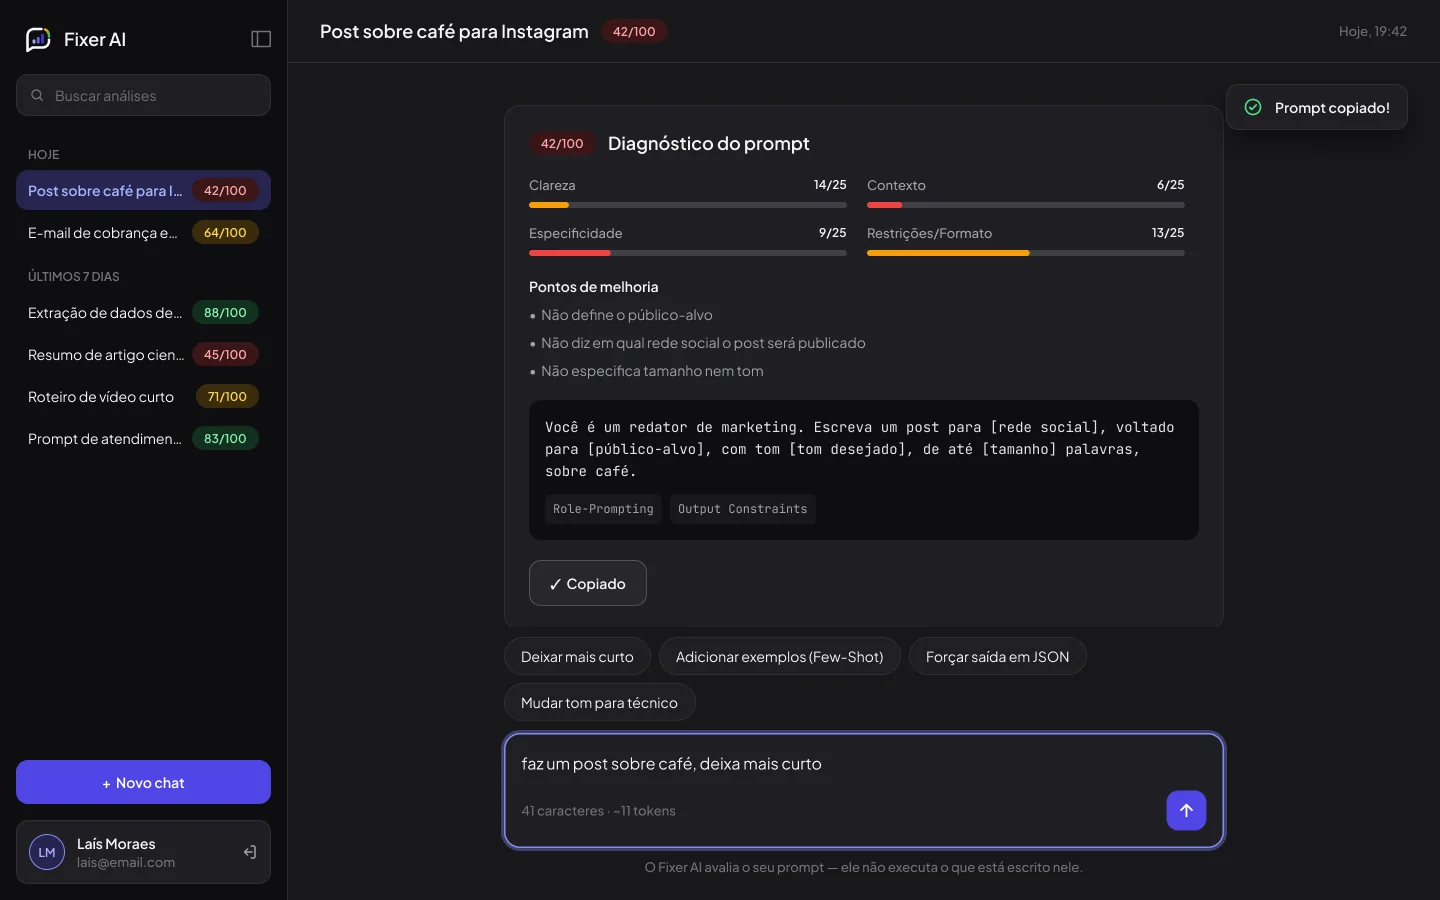 Fixer AI
Buscar análises
HOJE
Post sobre café para I... 42/100
E-mail de cobrança e... 64/100
ÚLTIMOS 7 DIAS
Extração de dados de... 88/100
Resumo de artigo cien... 45/100
Roteiro de vídeo curto 71/100
Prompt de atendimen... 83/100
+ Novo chat
LM
Laís Moraes
lais@email.com
Post sobre café para Instagram 42/100
Hoje, 19:42
Prompt copiado!
42/100 Diagnóstico do prompt
Clareza 14/25
Contexto 6/25
Especificidade 9/25
Restrições/Formato 13/25
Pontos de melhoria
• Não define o público-alvo
• Não diz em qual rede social o post será publicado
• Não especifica tamanho nem tom
Você é um redator de marketing. Escreva um post para [rede social], voltado
para [público-alvo], com tom [tom desejado], de até [tamanho] palavras,
sobre café.
Role-Prompting Output Constraints
✓ Copiado
Deixar mais curto Adicionar exemplos (Few-Shot) Forçar saída em JSON
Mudar tom para técnico
faz um post sobre café, deixa mais curto
41 caracteres · ~11 tokens
O Fixer AI avalia o seu prompt — ele não executa o que está escrito nele.